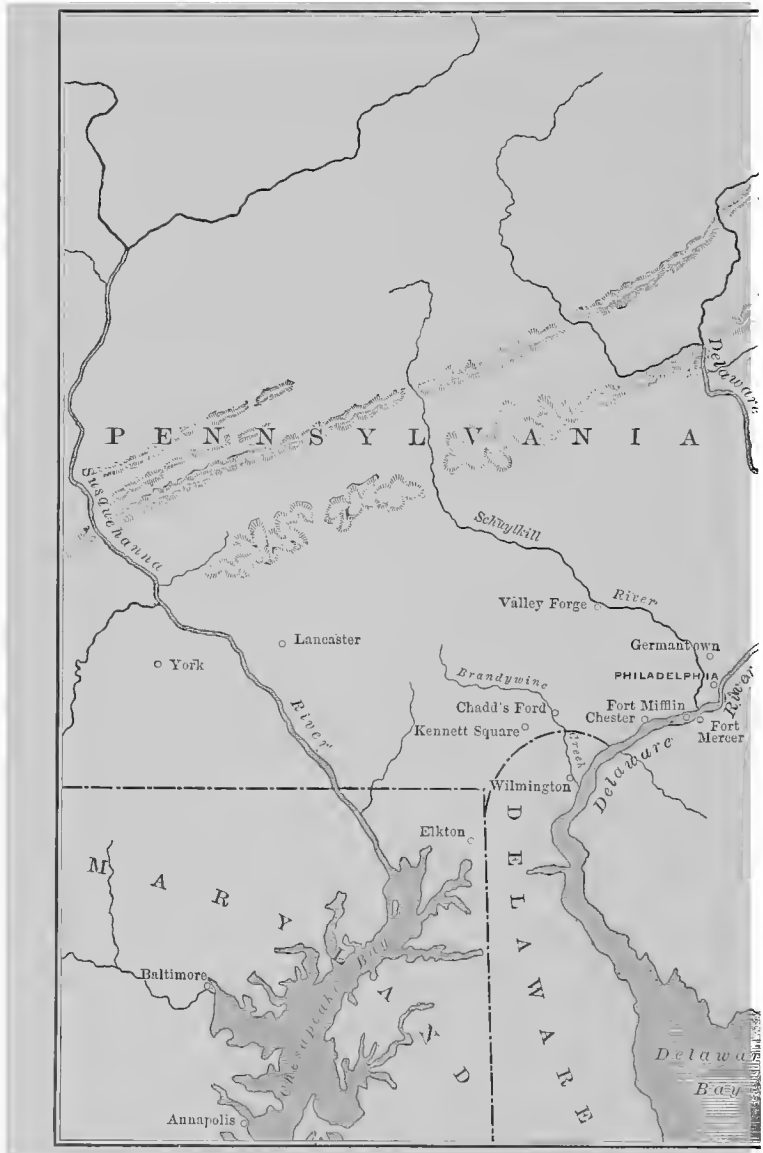 PENNSYLVANIA
Delaware
Susquehanna
River
Schuylkill
River
Valley Forge
Germantown
PHILADELPHIA
Lancaster
York
Brandywine
Creek
Chadd's Ford
Kennett Square
Fort Mifflin
Chester
Fort
Mercer
Delaware
River
Wilmington
Elkton
MARYLAND
DELAWARE
Baltimore
Chesapeake Bay
Annapolis
Delawar
Bay